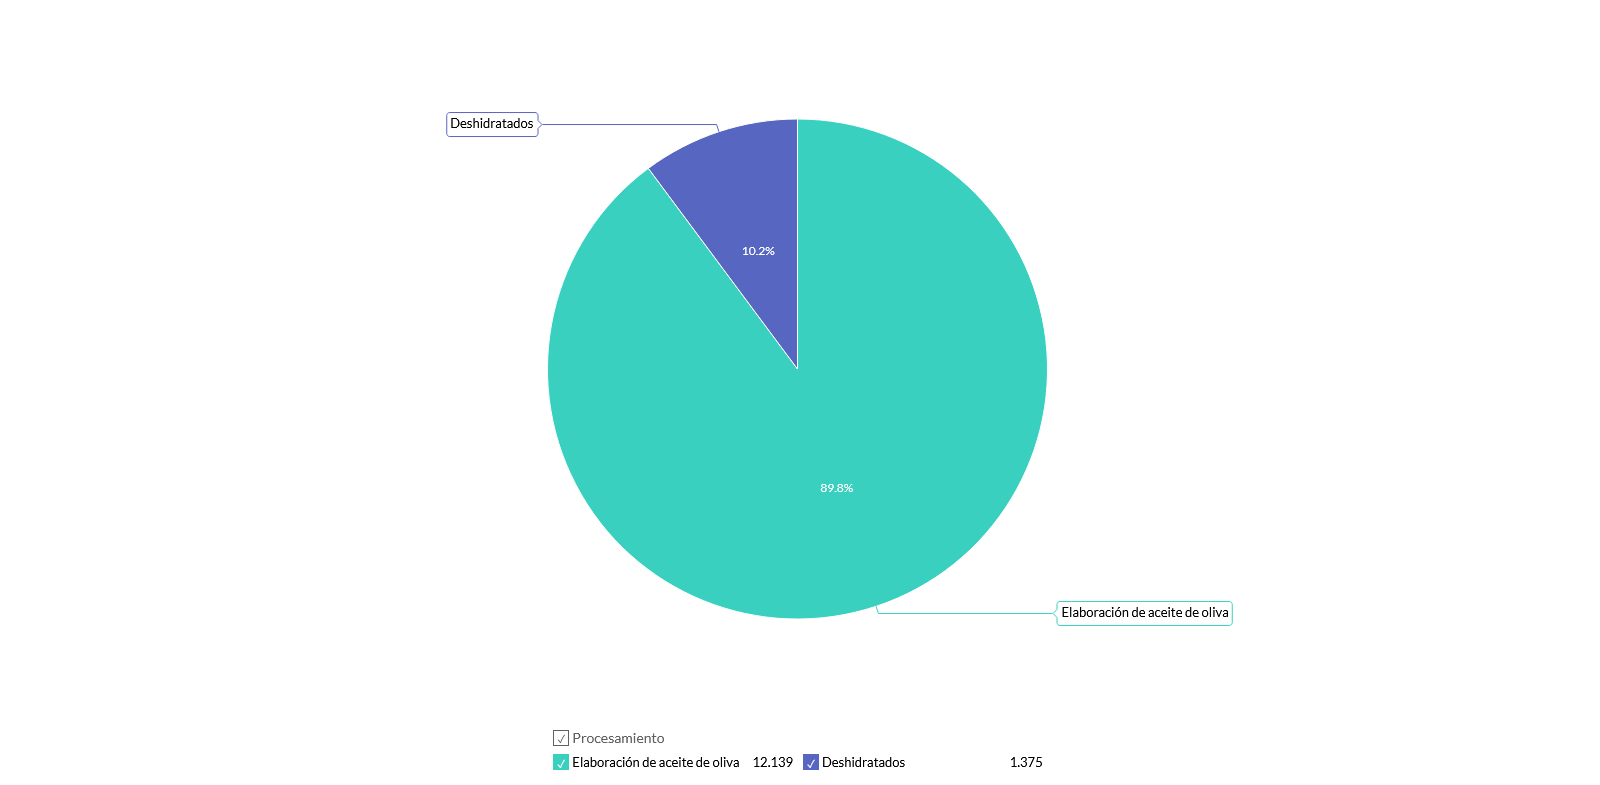 Deshidratados
10.2%
89.8%
Elaboración de aceite de oliva
Procesamiento
Elaboración de aceite de oliva 12.139 Deshidratados 1.375